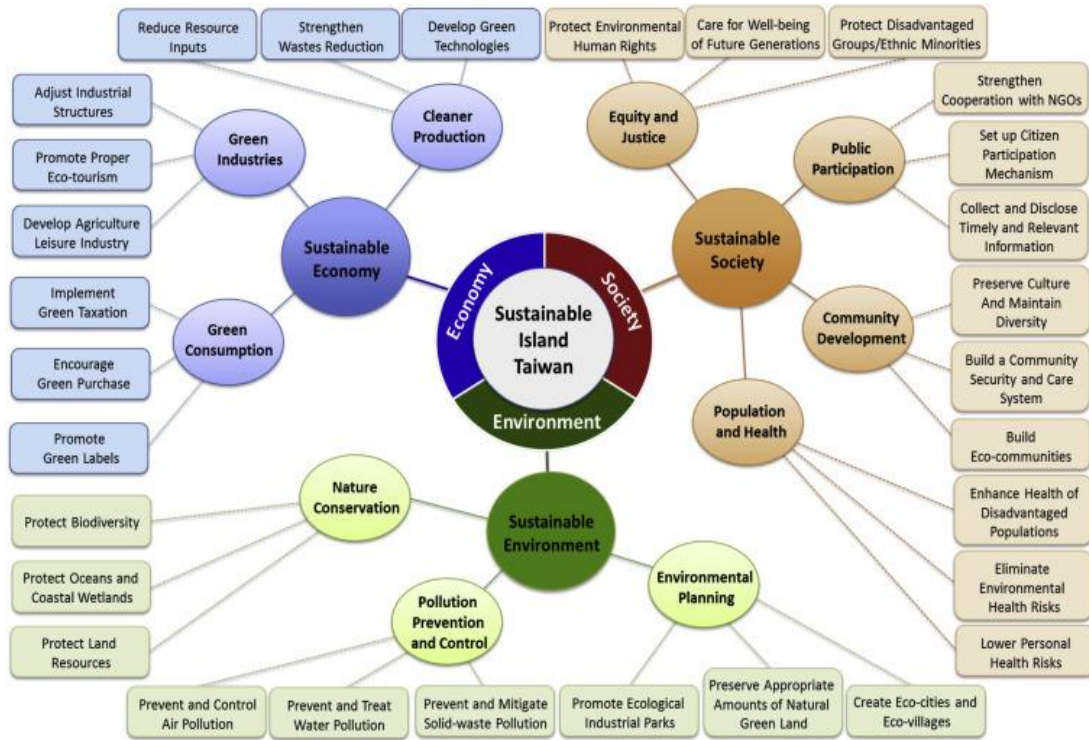 Reduce Resource
Inputs
Strengthen
Wastes Reduction
Develop Green
Technologies
Protect Environmental
Human Rights
Care for Well-being
of Future Generations
Protect Disadvantaged
Groups/Ethnic Minorities
Adjust Industrial
Structures
Promote Proper
Eco-tourism
Develop Agriculture
Leisure Industry
Implement
Green Taxation
Encourage
Green Purchase
Promote
Green Labels
Green
Industries
Cleaner
Production
Green
Consumption
Sustainable
Economy
Economy
Society
Environment
Sustainable
Island
Taiwan
Equity and
Justice
Public
Participation
Sustainable
Society
Community
Development
Population
and Health
Strengthen
Cooperation with NGOs
Set up Citizen
Participation
Mechanism
Collect and Disclose
Timely and Relevant
Information
Preserve Culture
And Maintain
Diversity
Build a Community
Security and Care
System
Build
Eco-communities
Enhance Health of
Disadvantaged
Populations
Eliminate
Environmental
Health Risks
Lower Personal
Health Risks
Nature
Conservation
Sustainable
Environment
Pollution
Prevention
and Control
Environmental
Planning
Protect Biodiversity
Protect Oceans and
Coastal Wetlands
Protect Land
Resources
Prevent and Control
Air Pollution
Prevent and Treat
Water Pollution
Prevent and Mitigate
Solid-waste Pollution
Promote Ecological
Industrial Parks
Preserve Appropriate
Amounts of Natural
Green Land
Create Eco-cities and
Eco-villages